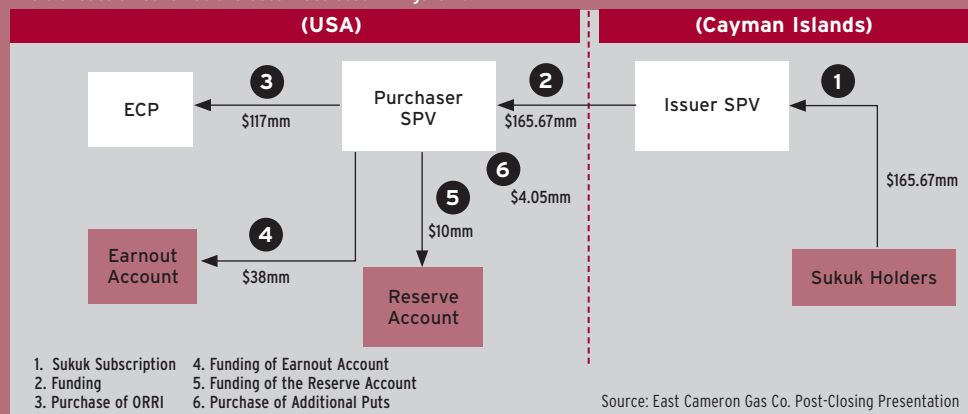 (USA)
(Cayman Islands)
3
2
1
ECP
Purchaser
SPV
Issuer SPV
$117mm
$165.67mm
6
$4.05mm
5
$165.67mm
4
$10mm
Earnout
Account
$38mm
Reserve
Account
Sukuk Holders
1. Sukuk Subscription
2. Funding
3. Purchase of ORRI
4. Funding of Earnout Account
5. Funding of the Reserve Account
6. Purchase of Additional Puts
Source: East Cameron Gas Co. Post-Closing Presentation